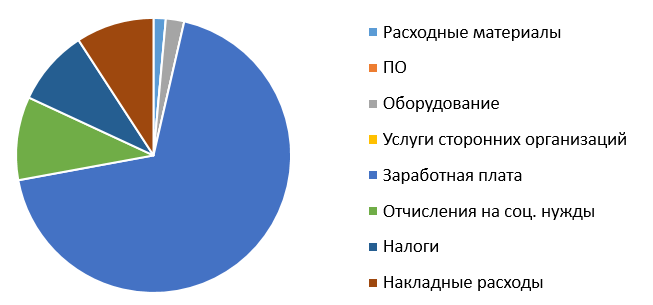 Расходные материалы
ПО
Оборудование
Услуги сторонних организаций
Заработная плата
Отчисления на соц. нужды
Налоги
Накладные расходы